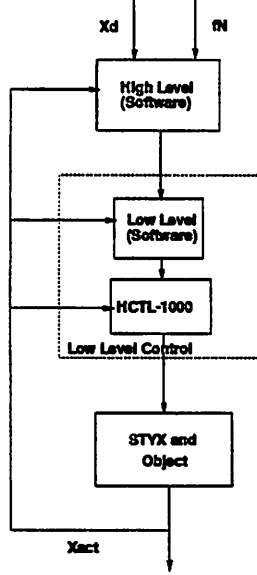 Xd fN
High Level
(Software)
Low Level
(Software)
HCTL-1000
Low Level Control
STYX and
Object
Xact